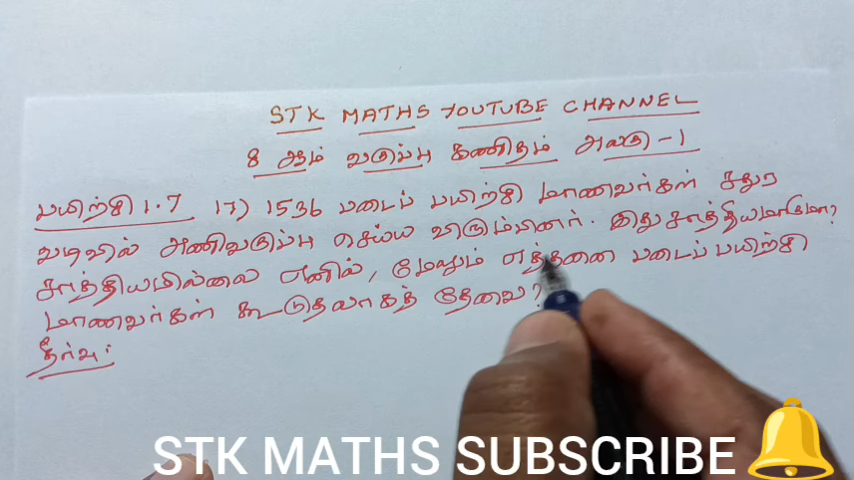 STK MATHS YOUTUBE CHANNEL
8 ஆம் வகுப்பு கணிதம் அலகு - 1
பயிற்சி 1.7 17) 1536 படைப் பயிற்சி மாணவர்கள் சதுர
வடிவில் அணிவகுப்பு செய்ய விரும்பினர். இது சாத்தியமாகுமோ?
சாத்தியமில்லை எனில், மேலும் எத்தனை படைப் பயிற்சி
மாணவர்கள் கூடுதலாகத் தேவை?
தீர்வு:
STK MATHS SUBSCRIBE